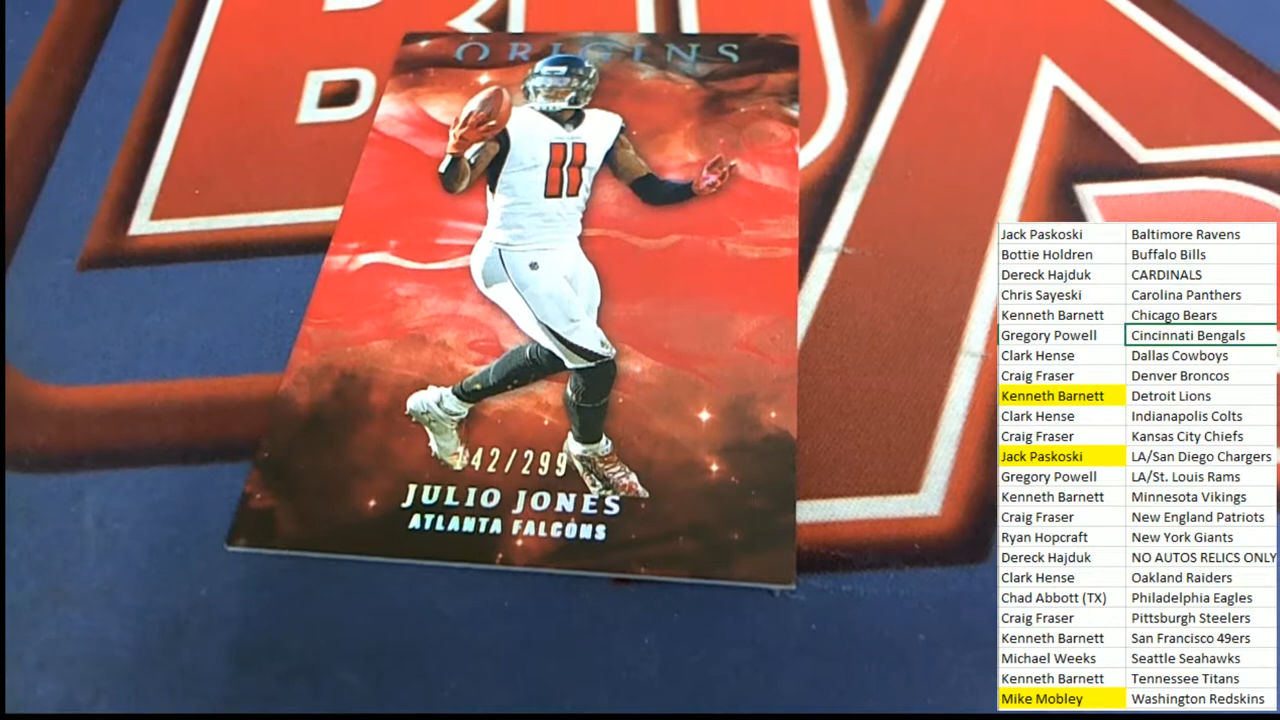 ORIGINS
11
142/299
JULIO JONES
ATLANTA FALCONS
Jack Paskoski Baltimore Ravens
Bottie Holdren Buffalo Bills
Dereck Hajduk CARDINALS
Chris Sayeski Carolina Panthers
Kenneth Barnett Chicago Bears
Gregory Powell Cincinnati Bengals
Clark Hense Dallas Cowboys
Craig Fraser Denver Broncos
Kenneth Barnett Detroit Lions
Clark Hense Indianapolis Colts
Craig Fraser Kansas City Chiefs
Jack Paskoski LA/San Diego Chargers
Gregory Powell LA/St. Louis Rams
Kenneth Barnett Minnesota Vikings
Craig Fraser New England Patriots
Ryan Hopcraft New York Giants
Dereck Hajduk NO AUTOS RELICS ONLY
Clark Hense Oakland Raiders
Chad Abbott (TX) Philadelphia Eagles
Craig Fraser Pittsburgh Steelers
Kenneth Barnett San Francisco 49ers
Michael Weeks Seattle Seahawks
Kenneth Barnett Tennessee Titans
Mike Mobley Washington Redskins